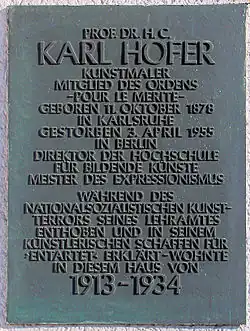 PROF. DR. H. C.
KARL HOFER
KUNSTMALER
MITGLIED DES ORDENS
»POUR LE MERITE«
GEBOREN 11. OKTOBER 1878
IN KARLSRUHE
GESTORBEN 3. APRIL 1955
IN BERLIN
DIREKTOR DER HOCHSCHULE
FÜR BILDENDE KÜNSTE
MEISTER DES EXPRESSIONISMUS
WÄHREND DES
NATIONALSOZIALISTISCHEN KUNST-
TERRORS SEINES LEHRAMTES
ENTHOBEN UND IN SEINEM
KÜNSTLERISCHEN SCHAFFEN FÜR
›ENTARTET‹ ERKLÄRT-WOHNTE
IN DIESEM HAUS VON
1913-1934